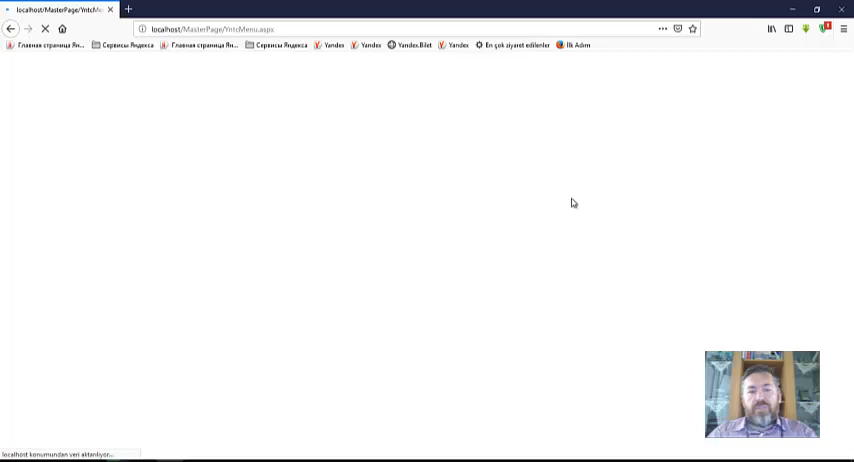 localhost/MasterPage/YntcMe
localhost/MasterPage/YntcMenu.aspx
Главная страница Ян... Сервисы Яндекса Главная страница Ян... Сервисы Яндекса Yandex Yandex Yandex.Bilet Yandex En çok ziyaret edilenler İlk Adım
localhost konumundan veri aktarılıyor...